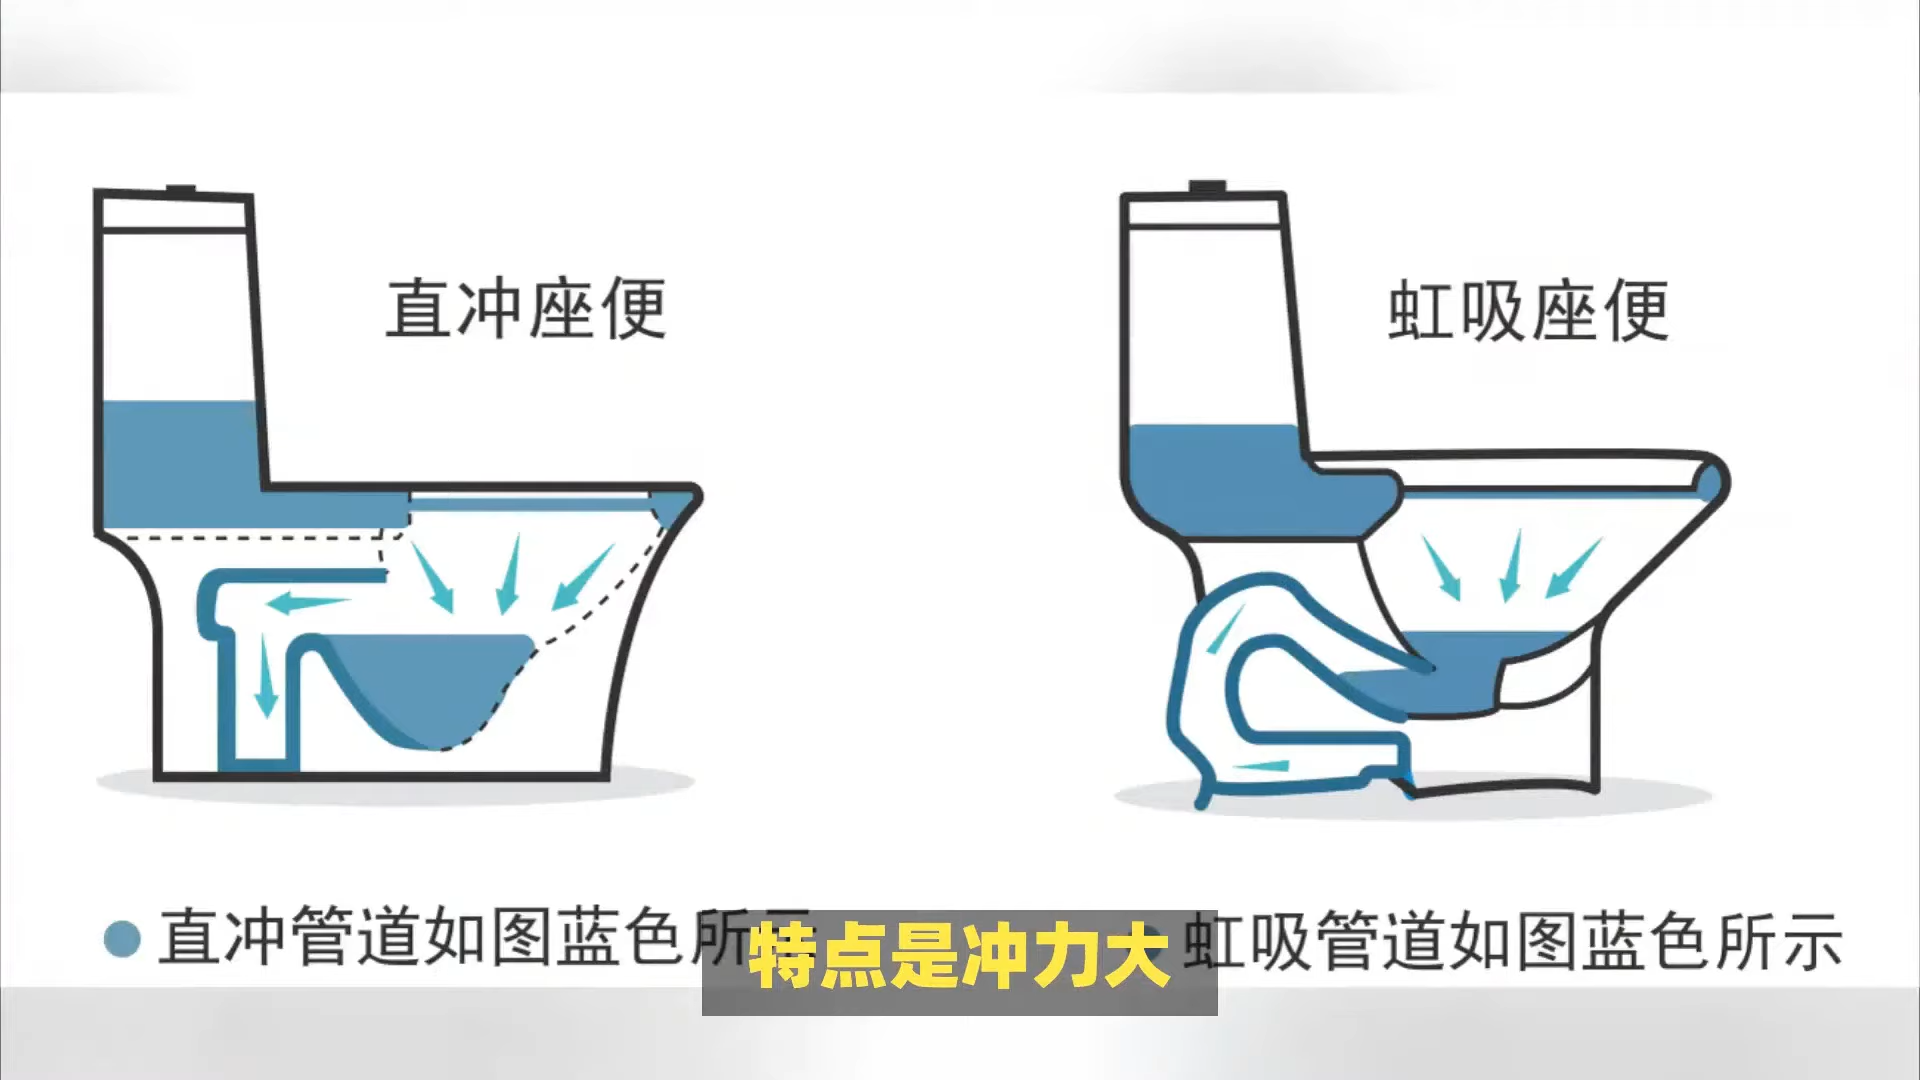 直冲座便
虹吸座便
直冲管道如图蓝色所示
虹吸管道如图蓝色所示
特点是冲力大